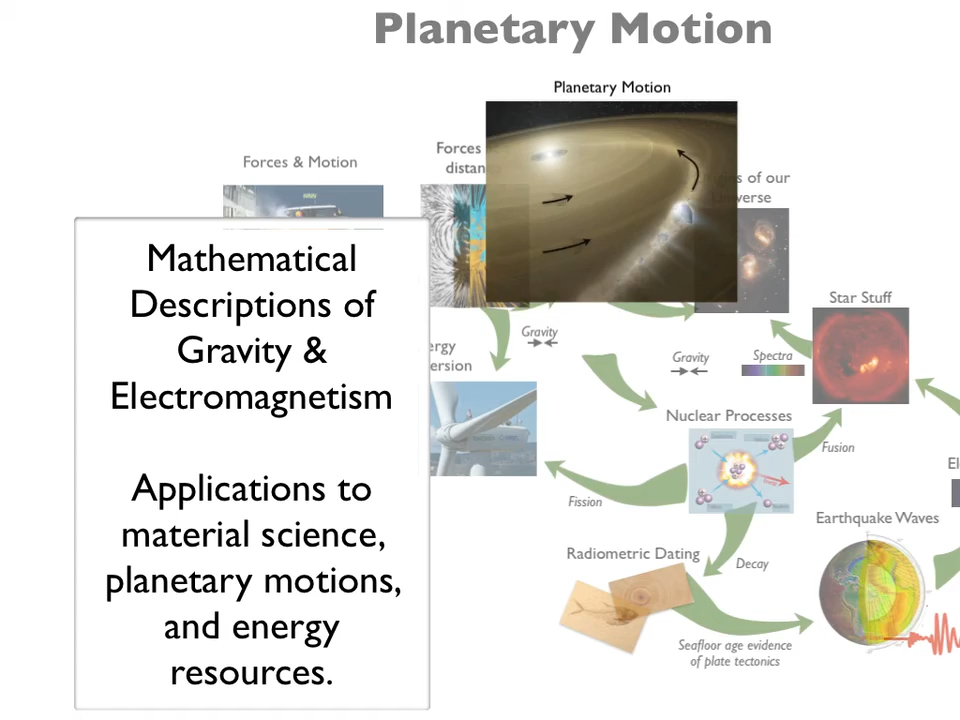 Planetary Motion
Planetary Motion
Forces & Motion
Forces
distan
s of our
verse
Mathematical
Descriptions of
Gravity &
Electromagnetism
Applications to
material science,
planetary motions,
and energy
resources.
Star Stuff
Gravity
Gravity
Spectra
ergy
ersion
Nuclear Processes
Fusion
Fission
Earthquake Waves
Radiometric Dating
Decay
Seafloor age evidence
of plate tectonics